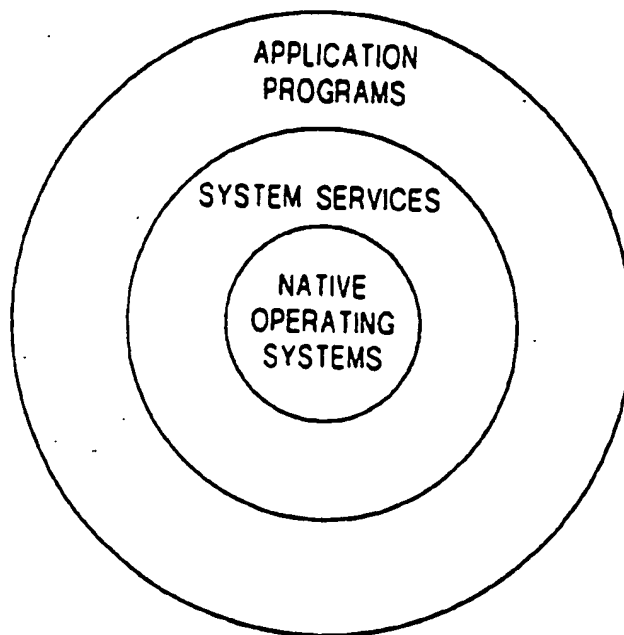 APPLICATION
PROGRAMS
SYSTEM SERVICES
NATIVE
OPERATING
SYSTEMS